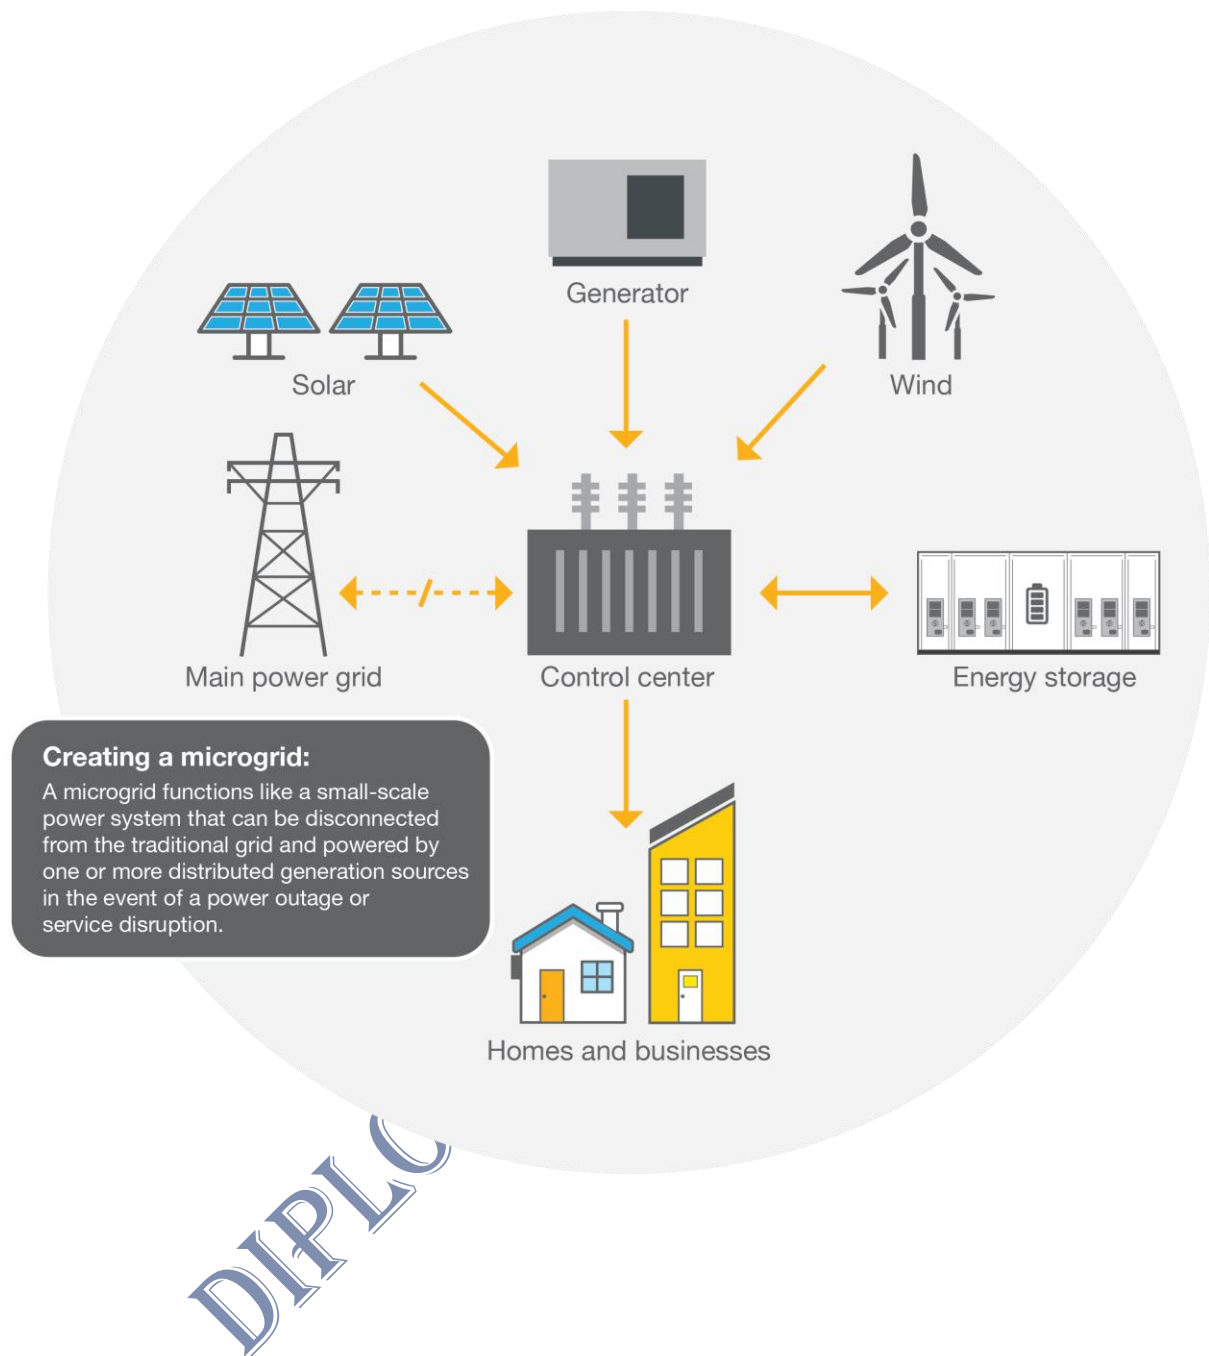 Generator
Solar
Wind
Main power grid
Control center
Energy storage
Creating a microgrid:
A microgrid functions like a small-scale
power system that can be disconnected
from the traditional grid and powered by
one or more distributed generation sources
in the event of a power outage or
service disruption.
Homes and businesses
DIPLO